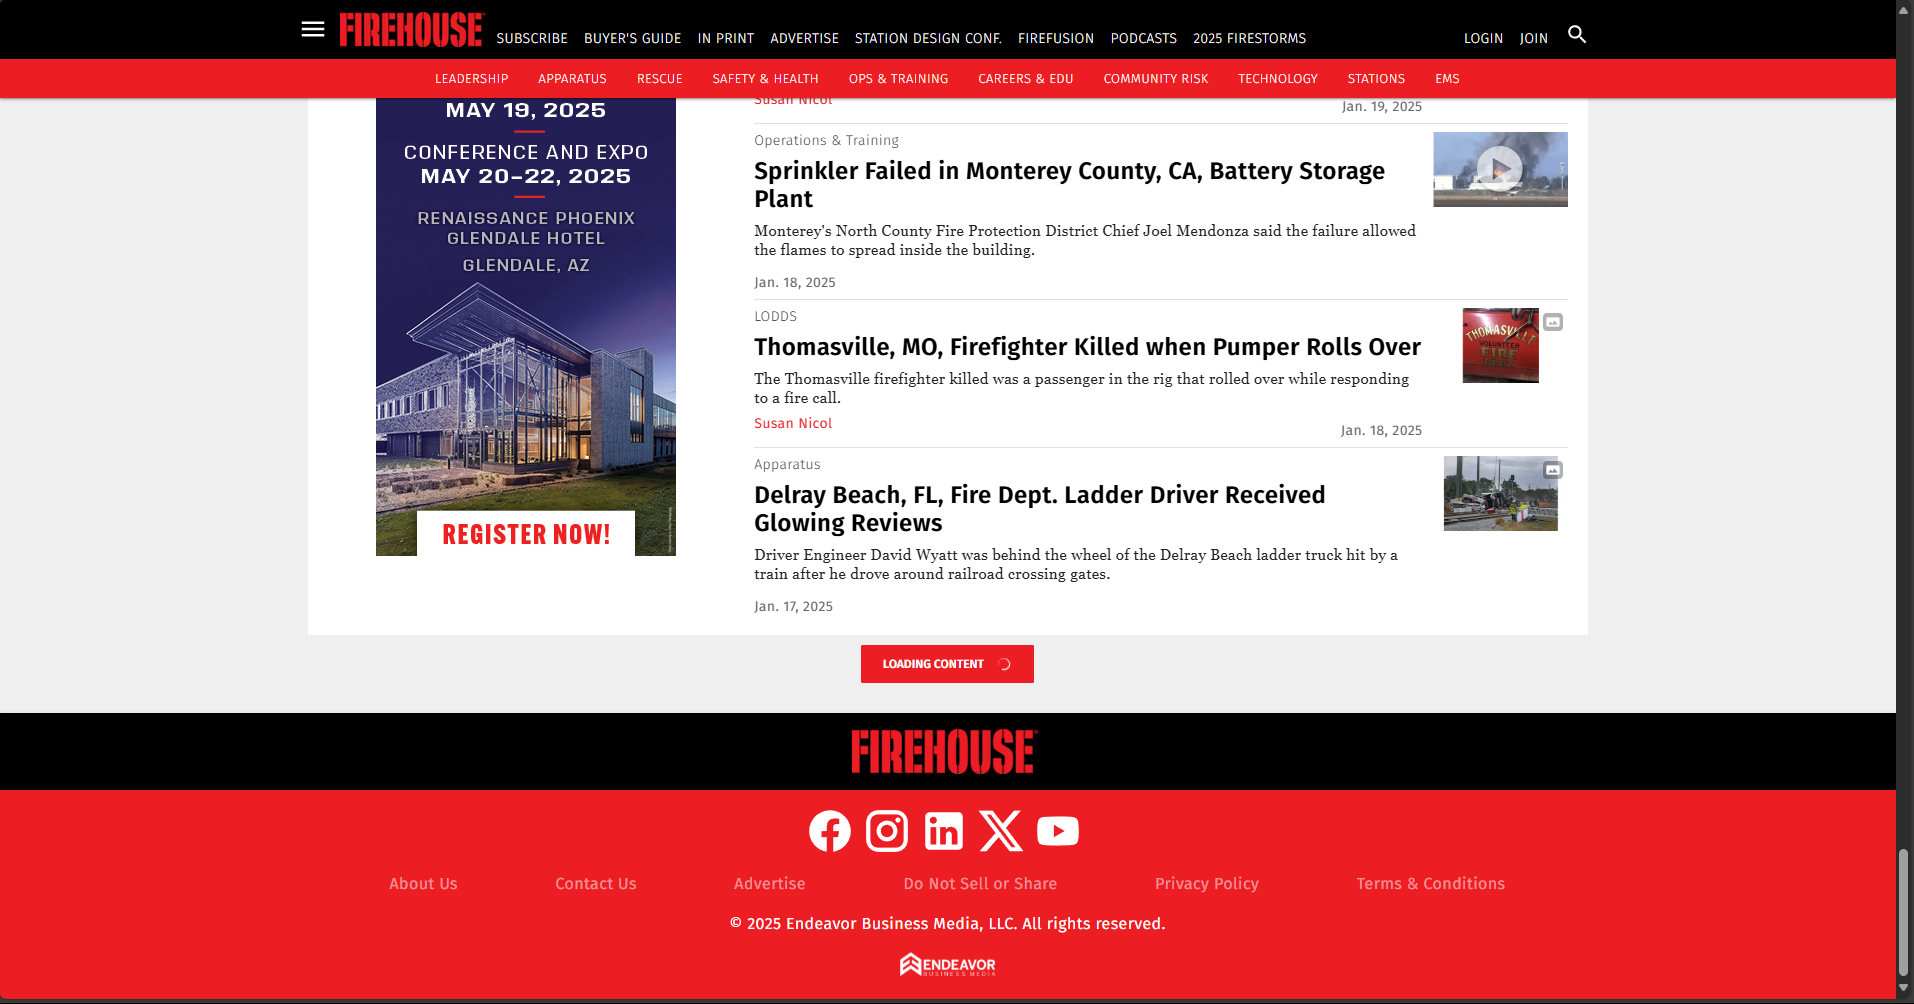 FIREHOUSE
SUBSCRIBE BUYER'S GUIDE IN PRINT ADVERTISE STATION DESIGN CONF. FIREFUSION PODCASTS 2025 FIRESTORMS LOGIN JOIN
LEADERSHIP APPARATUS RESCUE SAFETY & HEALTH OPS & TRAINING CAREERS & EDU COMMUNITY RISK TECHNOLOGY STATIONS EMS
MAY 19, 2025
CONFERENCE AND EXPO
MAY 20–22, 2025
RENAISSANCE PHOENIX
GLENDALE HOTEL
GLENDALE, AZ
REGISTER NOW!
Susan Nicol
Jan. 19, 2025
Operations & Training
Sprinkler Failed in Monterey County, CA, Battery Storage
Plant
Monterey's North County Fire Protection District Chief Joel Mendonza said the failure allowed
the flames to spread inside the building.
Jan. 18, 2025
LODDS
Thomasville, MO, Firefighter Killed when Pumper Rolls Over
The Thomasville firefighter killed was a passenger in the rig that rolled over while responding
to a fire call.
Susan Nicol
Jan. 18, 2025
THOMASVILLE
VOLUNTEER
FIRE
Apparatus
Delray Beach, FL, Fire Dept. Ladder Driver Received
Glowing Reviews
Driver Engineer David Wyatt was behind the wheel of the Delray Beach ladder truck hit by a
train after he drove around railroad crossing gates.
Jan. 17, 2025
LOADING CONTENT
FIREHOUSE
About Us Contact Us Advertise Do Not Sell or Share Privacy Policy Terms & Conditions
© 2025 Endeavor Business Media, LLC. All rights reserved.
ENDEAVOR
BUSINESS MEDIA